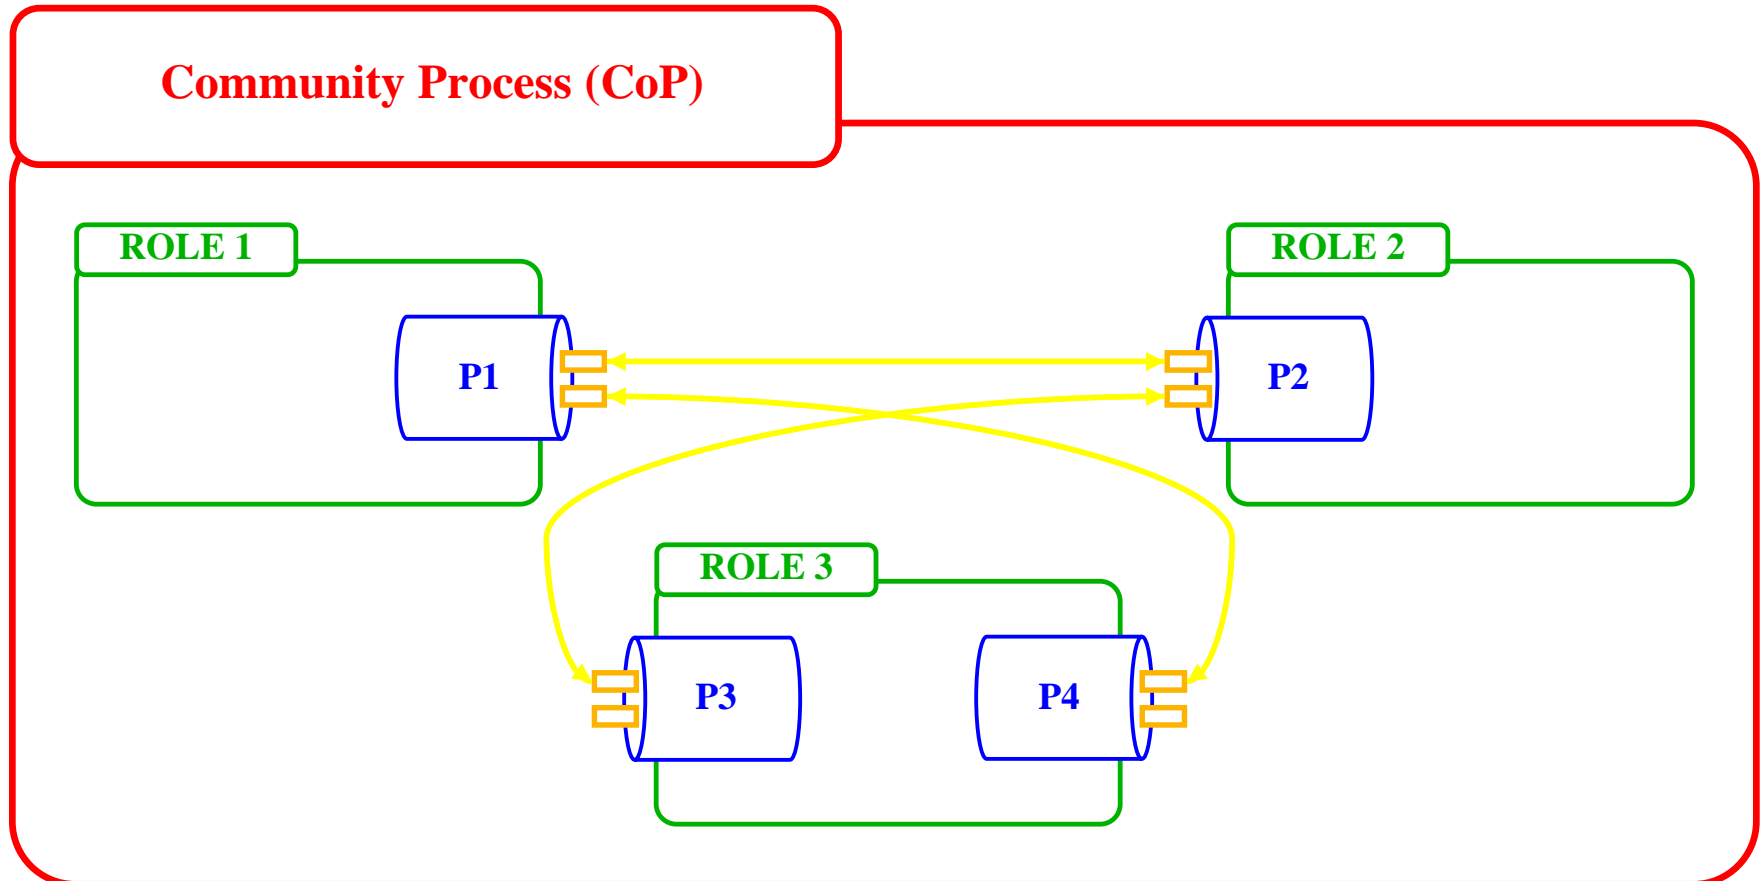 Community Process (CoP)
ROLE 1
ROLE 2
P1
P2
ROLE 3
P3
P4